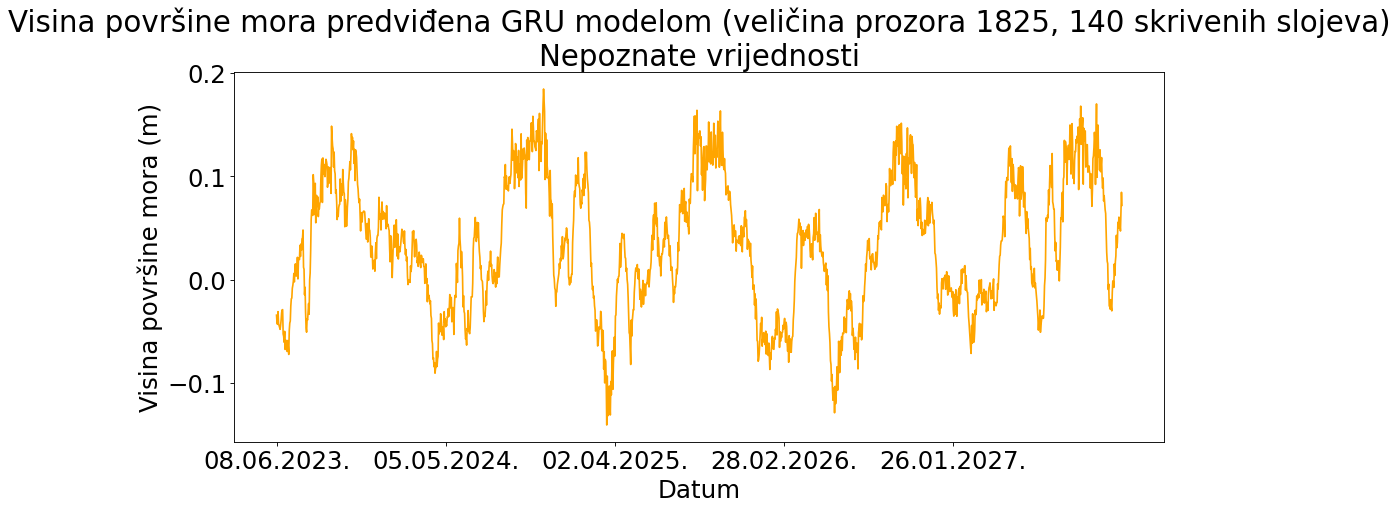 Visina površine mora predviđena GRU modelom (veličina prozora 1825, 140 skrivenih slojeva)
Nepoznate vrijednosti
Visina površine mora (m)
0.2
0.1
0.0
−0.1
08.06.2023. 05.05.2024. 02.04.2025. 28.02.2026. 26.01.2027.
Datum